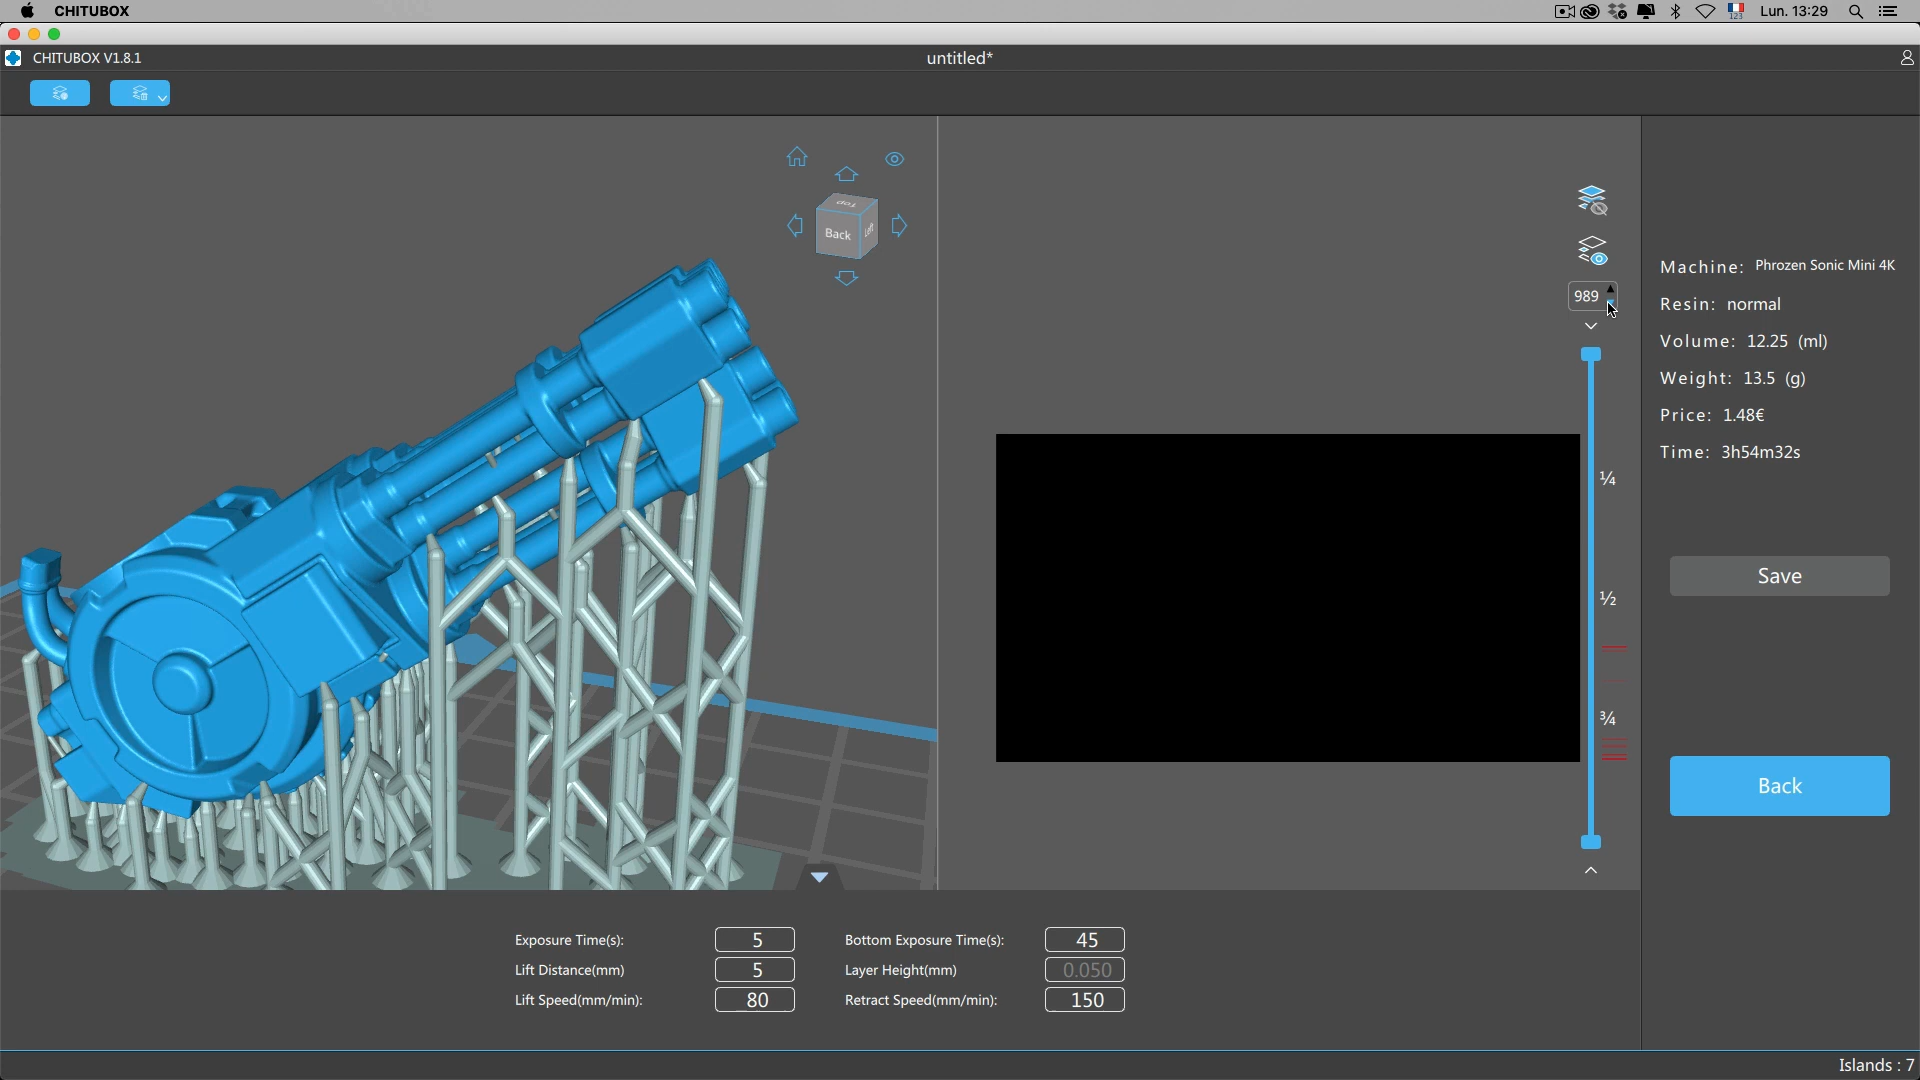 CHITUBOX
Lun. 13:29
123
CHITUBOX V1.8.1
untitled*
Top
Back
Left
989
Machine: Phrozen Sonic Mini 4K
Resin: normal
Volume: 12.25 (ml)
Weight: 13.5 (g)
Price: 1.48€
Time: 3h54m32s
¼
½
¾
Save
Back
Exposure Time(s): 5 Bottom Exposure Time(s): 45
Lift Distance(mm) 5 Layer Height(mm) 0.050
Lift Speed(mm/min): 80 Retract Speed(mm/min): 150
Islands : 7